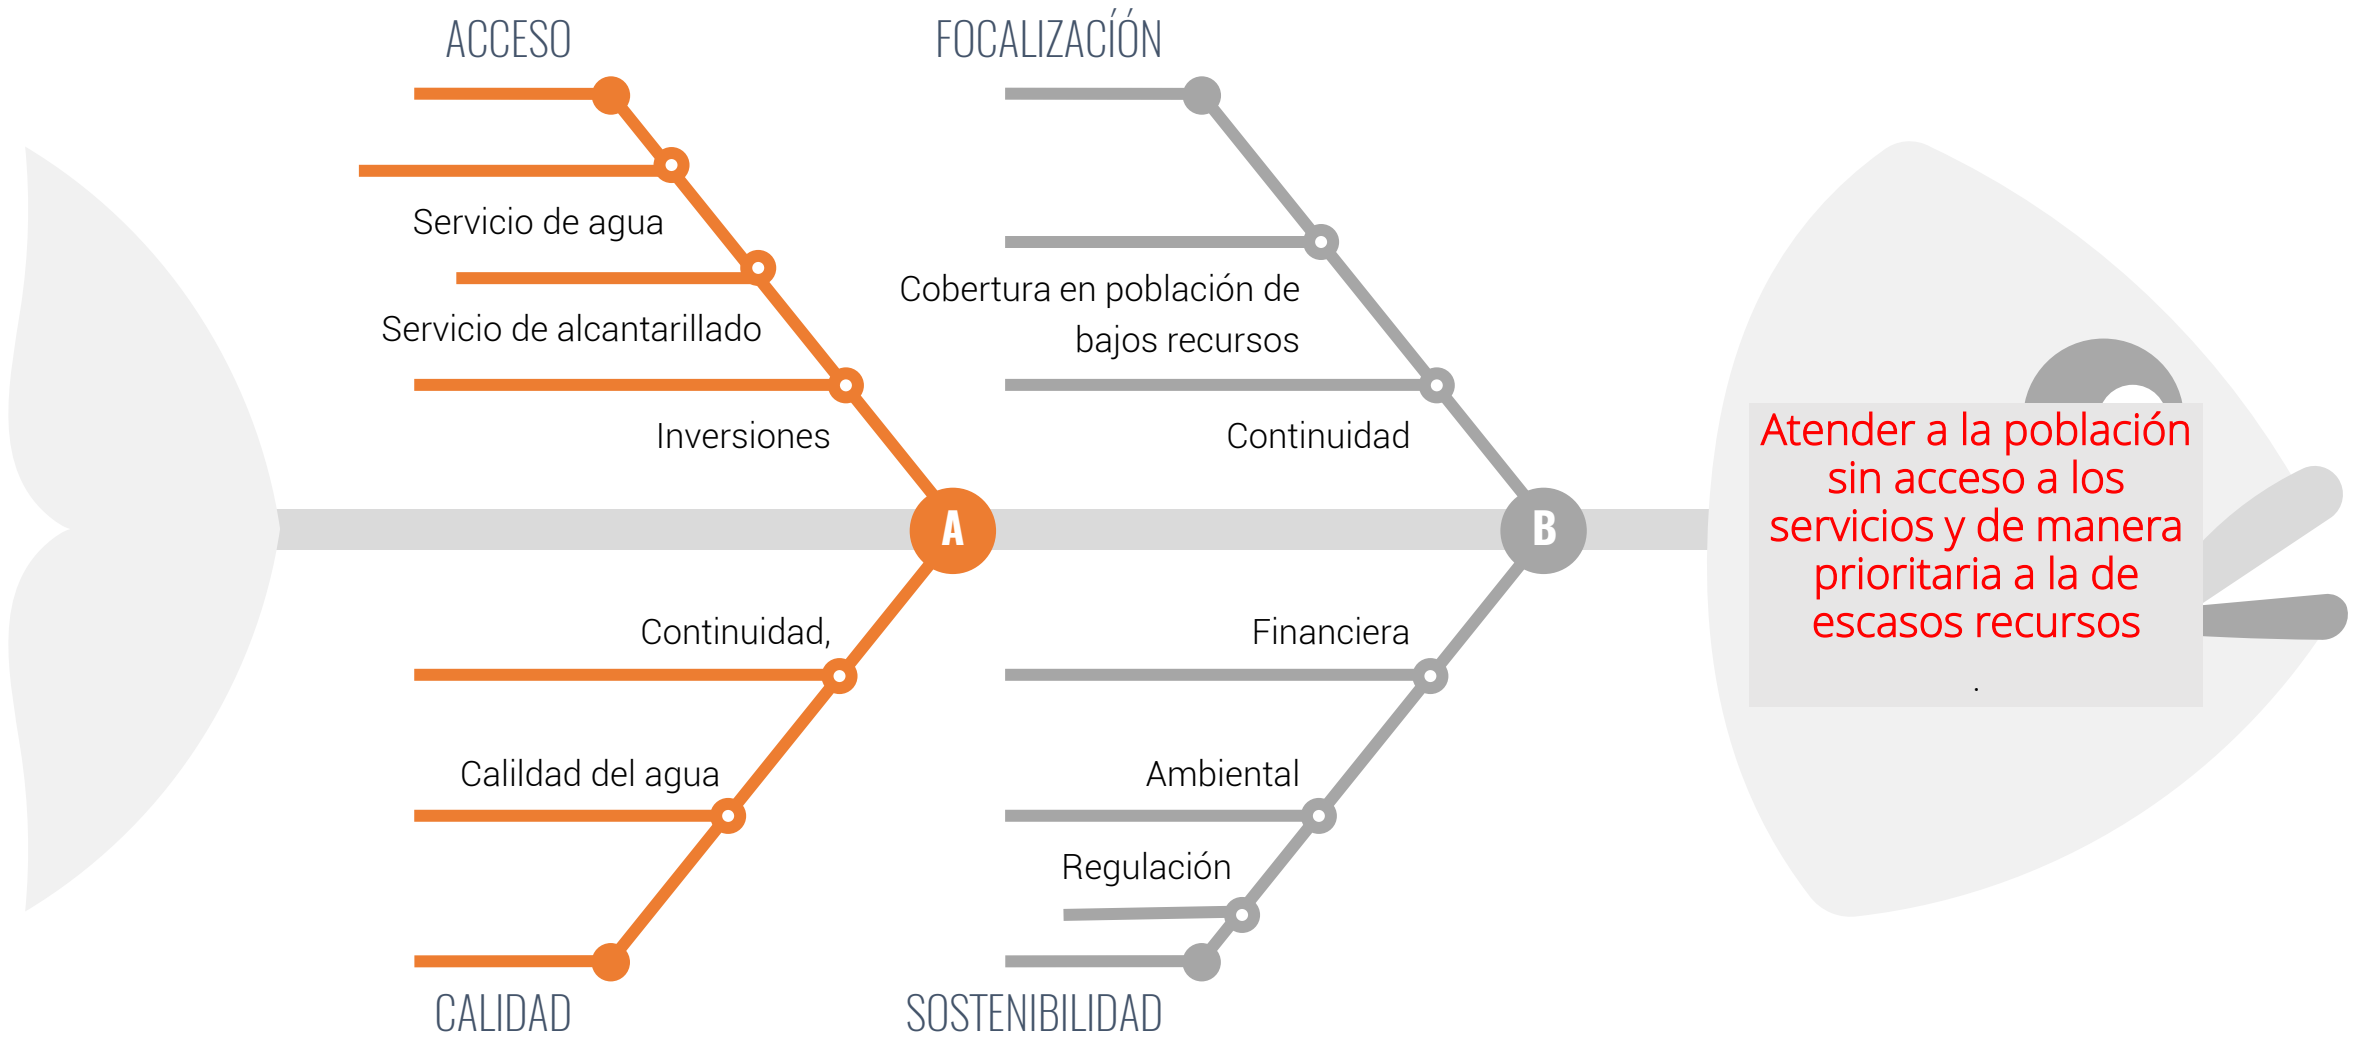 ACCESO
Servicio de agua
Servicio de alcantarillado
Inversiones
FOCALIZACÍÓN
Cobertura en población de
bajos recursos
Continuidad
A
B
Continuidad,
Calildad del agua
CALIDAD
Financiera
Ambiental
Regulación
SOSTENIBILIDAD
Atender a la población
sin acceso a los
servicios y de manera
prioritaria a la de
escasos recursos
.